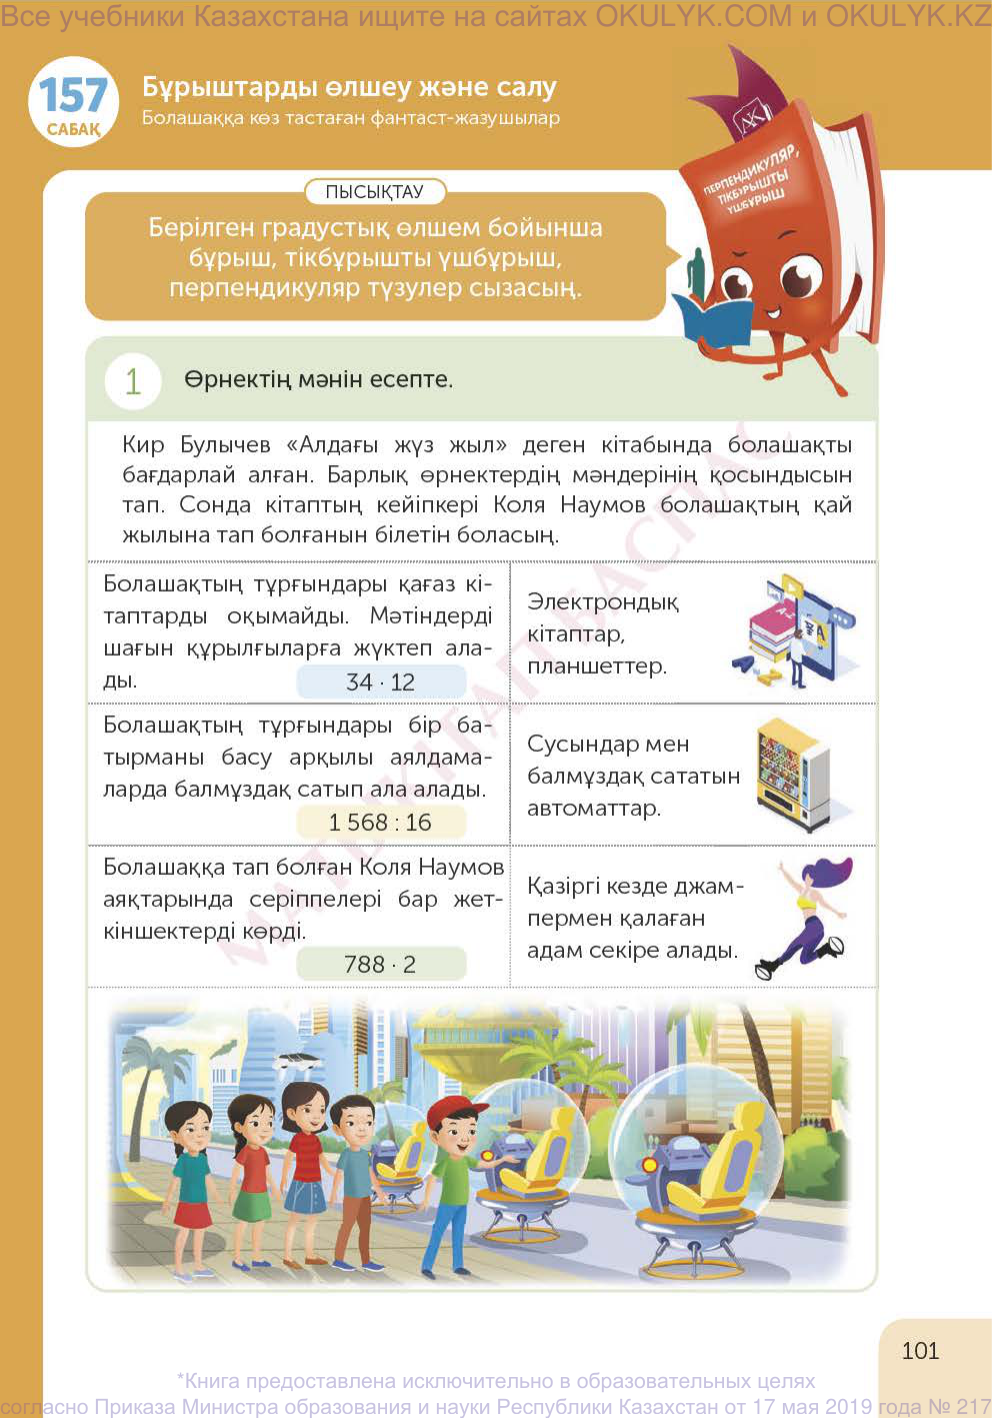 Все учебники Казахстана ищите на сайтах OKULYK.COM и OKULYK.KZ
157
САБАҚ
Бұрыштарды өлшеу және салу
Болашаққа көз тастаған фантаст-жазушылар
ПЫСЫҚТАУ
Берілген градустық өлшем бойынша
бұрыш, тікбұрышты үшбұрыш,
перпендикуляр түзулер сызасың.
ПЕРПЕНДИКУЛЯР,
ТІКБҰРЫШТЫ
ҮШБҰРЫШ
1
Өрнектің мәнін есепте.
Кир Булычев «Алдағы жүз жыл» деген кітабында болашақты
бағдарлай алған. Барлық өрнектердің мәндерінің қосындысын
тап. Сонда кітаптың кейіпкері Коля Наумов болашақтың қай
жылына тап болғанын білетін боласың.
Болашақтың тұрғындары қағаз кі-
таптарды оқымайды. Мәтіндерді
шағын құрылғыларға жүктеп ала-
ды.
34 · 12
Электрондық
кітаптар,
планшеттер.
Болашақтың тұрғындары бір ба-
тырманы басу арқылы аялдама-
ларда балмұздақ сатып ала алады.
1 568 : 16
Сусындар мен
балмұздақ сататын
автоматтар.
Болашаққа тап болған Коля Наумов
аяқтарында серіппелері бар жет-
кіншектерді көрді.
788 · 2
Қазіргі кезде джам-
пермен қалаған
адам секіре алады.
МАТЫКІТАП БАСПАС
101
*Книга предоставлена исключительно в образовательных целях
согласно Приказа Министра образования и науки Республики Казахстан от 17 мая 2019 года № 217